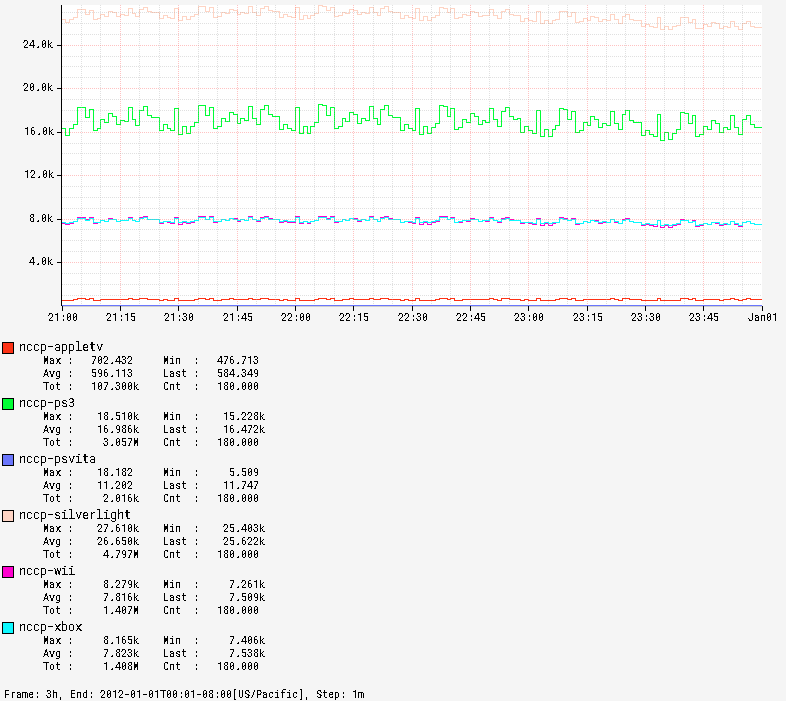 24.0k
20.0k
16.0k
12.0k
8.0k
4.0k
21:00 21:15 21:30 21:45 22:00 22:15 22:30 22:45 23:00 23:15 23:30 23:45 Jan01
nccp-appletv
Max : 702.432 Min : 476.713
Avg : 596.113 Last : 584.349
Tot : 107.300k Cnt : 180.000
nccp-ps3
Max : 18.510k Min : 15.228k
Avg : 16.986k Last : 16.472k
Tot : 3.057M Cnt : 180.000
nccp-psvita
Max : 18.182 Min : 5.509
Avg : 11.202 Last : 11.747
Tot : 2.016k Cnt : 180.000
nccp-silverlight
Max : 27.610k Min : 25.403k
Avg : 26.650k Last : 25.622k
Tot : 4.797M Cnt : 180.000
nccp-wii
Max : 8.279k Min : 7.261k
Avg : 7.816k Last : 7.509k
Tot : 1.407M Cnt : 180.000
nccp-xbox
Max : 8.165k Min : 7.406k
Avg : 7.823k Last : 7.538k
Tot : 1.408M Cnt : 180.000
Frame: 3h, End: 2012-01-01T00:01-08:00[US/Pacific], Step: 1m